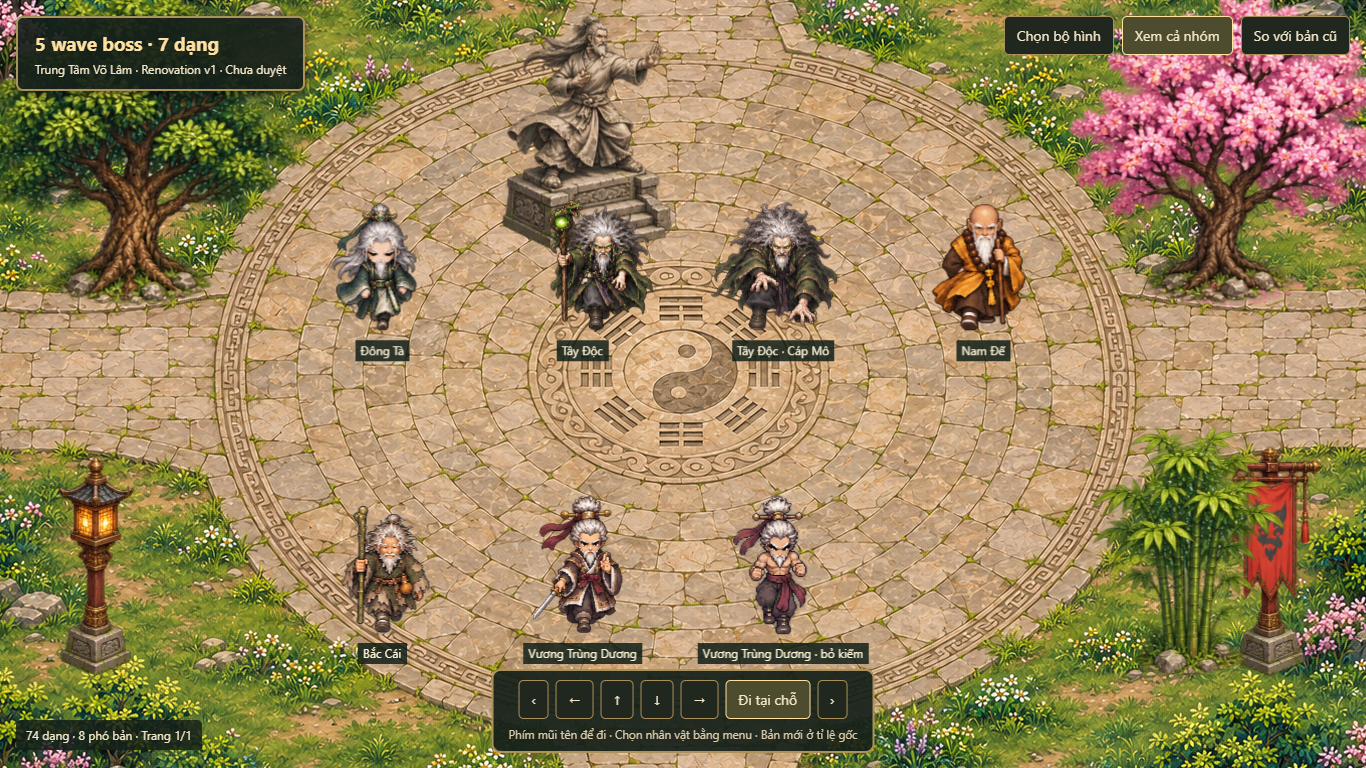 5 wave boss · 7 dạng
Trung Tâm Võ Lâm · Renovation v1 · Chưa duyệt
Chọn bộ hình
Xem cả nhóm
So với bản cũ
Đông Tà
Tây Độc
Tây Độc · Cáp Mô
Nam Đế
Bắc Cái
Vương Trùng Dương
Vương Trùng Dương · bỏ kiếm
‹ ← ↑ ↓ → Đi tại chỗ ›
Phím mũi tên để đi · Chọn nhân vật bằng menu · Bản mới ở tỉ lệ gốc
74 dạng · 8 phó bản · Trang 1/1